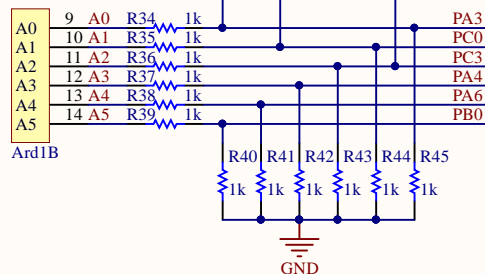 A0 9 A0 R34 1k PA3
A1 10 A1 R35 1k PC0
A2 11 A2 R36 1k PC3
A3 12 A3 R37 1k PA4
A4 13 A4 R38 1k PA6
A5 14 A5 R39 1k PB0
Ard1B
R40 R41 R42 R43 R44 R45
1k 1k 1k 1k 1k 1k
GND